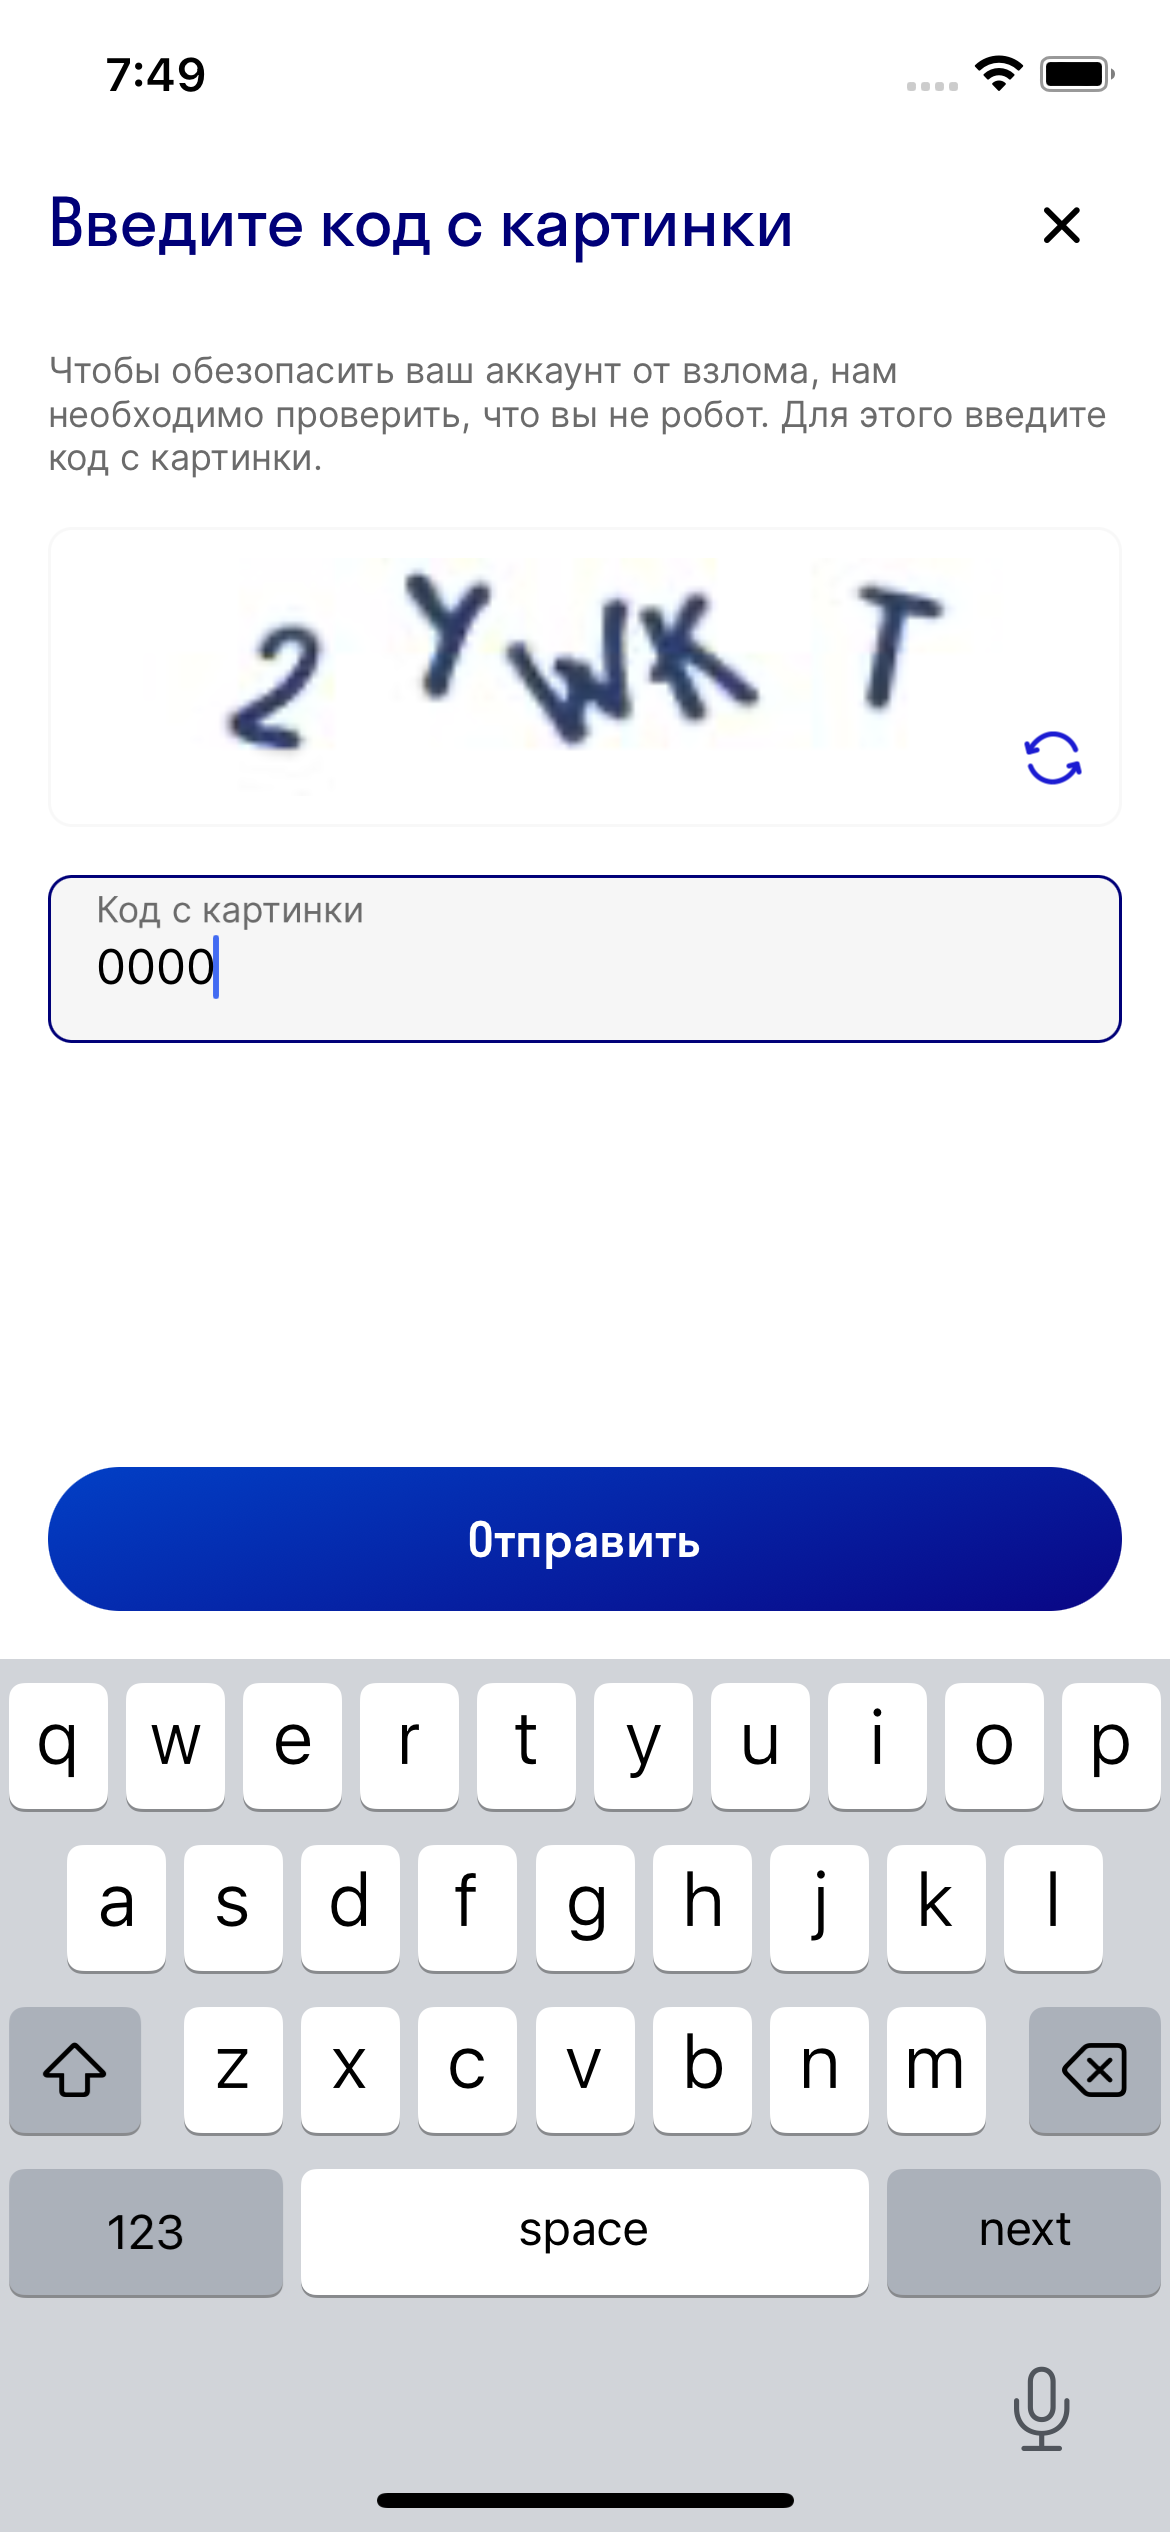 7:49
Введите код с картинки
Чтобы обезопасить ваш аккаунт от взлома, нам
необходимо проверить, что вы не робот. Для этого введите
код с картинки.
2 Y W K T
Код с картинки
0000
Отправить
q w e r t y u i o p
a s d f g h j k l
z x c v b n m
123 space next